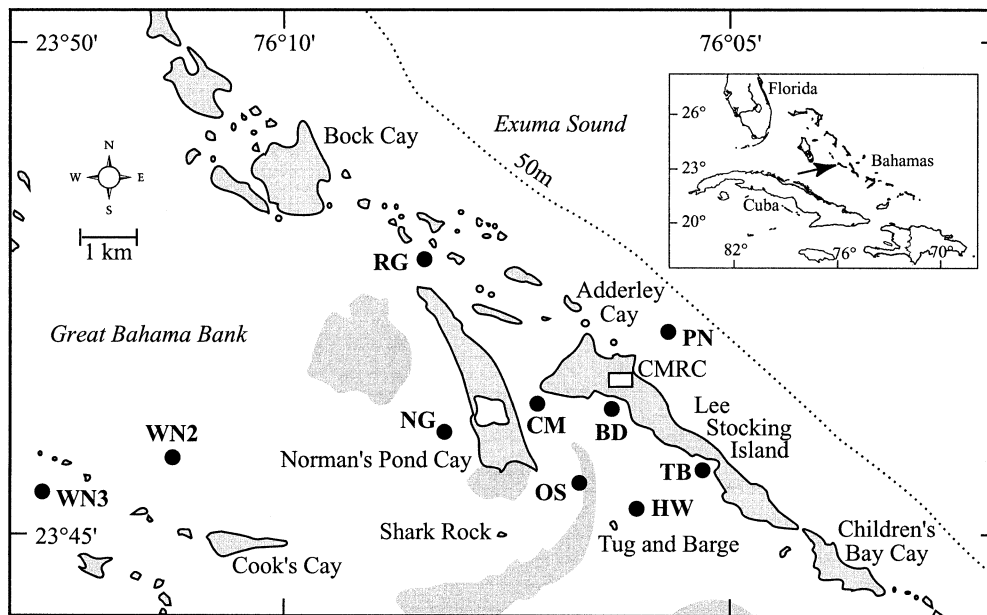 23°50'
76°10'
76°05'
Florida
26°
Exuma Sound
Bock Cay
50m
Bahamas
23°
N
W E
S
Cuba
20°
1 km
82°
76°
70°
RG
Adderley
Cay
PN
Great Bahama Bank
CMRC
Lee
Stocking
Island
NG
CM
BD
WN2
Norman's Pond Cay
TB
WN3
OS
HW
23°45'
Shark Rock
Tug and Barge
Children's
Bay Cay
Cook's Cay